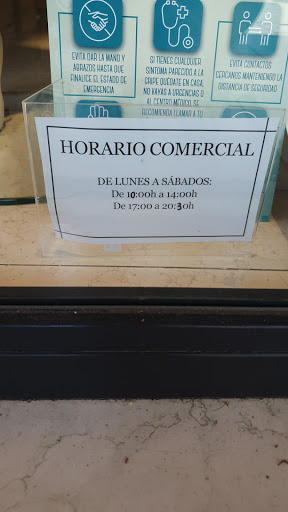 EVITA DAR LA MANO Y
ABRAZOS HASTA QUE
FINALICE EL ESTADO DE
EMERGENCIA
SI TIENES CUALQUIER
SINTOMA PARECIDO A LA
GRIPE QUEDATE EN CASA,
NO VAYAS A URGENCIAS O
AL CENTRO MÉDICO, SE
RECOMIENDA LLAMAR A TU
EVITA CONTACTOS
CERCANOS MANTENIENDO LA
DISTANCIA DE SEGURIDAD
HORARIO COMERCIAL
DE LUNES A SÁBADOS:
De 10:00h a 14:00h
De 17:00 a 20:30h